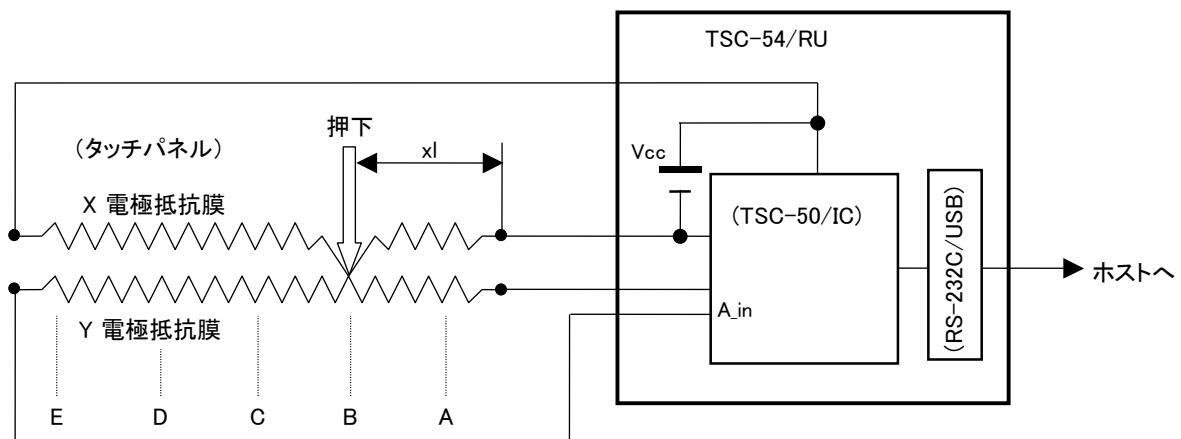 TSC-54/RU
押下
(タッチパネル)
xl
Vcc
X 電極抵抗膜
(TSC-50/IC)
(RS-232C/USB)
ホストへ
A_in
Y 電極抵抗膜
E D C B A